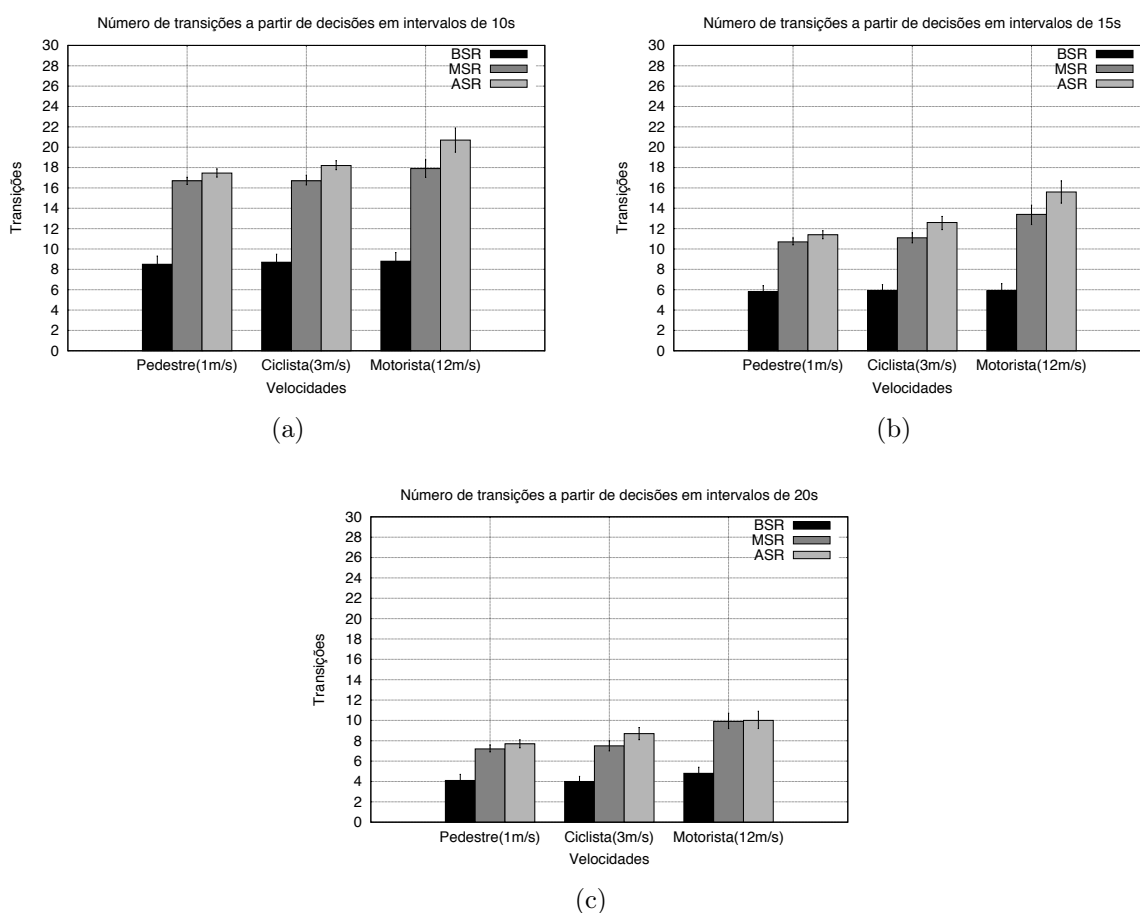 Número de transições a partir de decisões em intervalos de 10s
30
28
26
24
22
20
18
16
14
12
10
8
6
4
2
0
Transições
BSR
MSR
ASR
Pedestre(1m/s) Ciclista(3m/s) Motorista(12m/s)
Velocidades
(a)
Número de transições a partir de decisões em intervalos de 15s
30
28
26
24
22
20
18
16
14
12
10
8
6
4
2
0
Transições
BSR
MSR
ASR
Pedestre(1m/s) Ciclista(3m/s) Motorista(12m/s)
Velocidades
(b)
Número de transições a partir de decisões em intervalos de 20s
30
28
26
24
22
20
18
16
14
12
10
8
6
4
2
0
Transições
BSR
MSR
ASR
Pedestre(1m/s) Ciclista(3m/s) Motorista(12m/s)
Velocidades
(c)